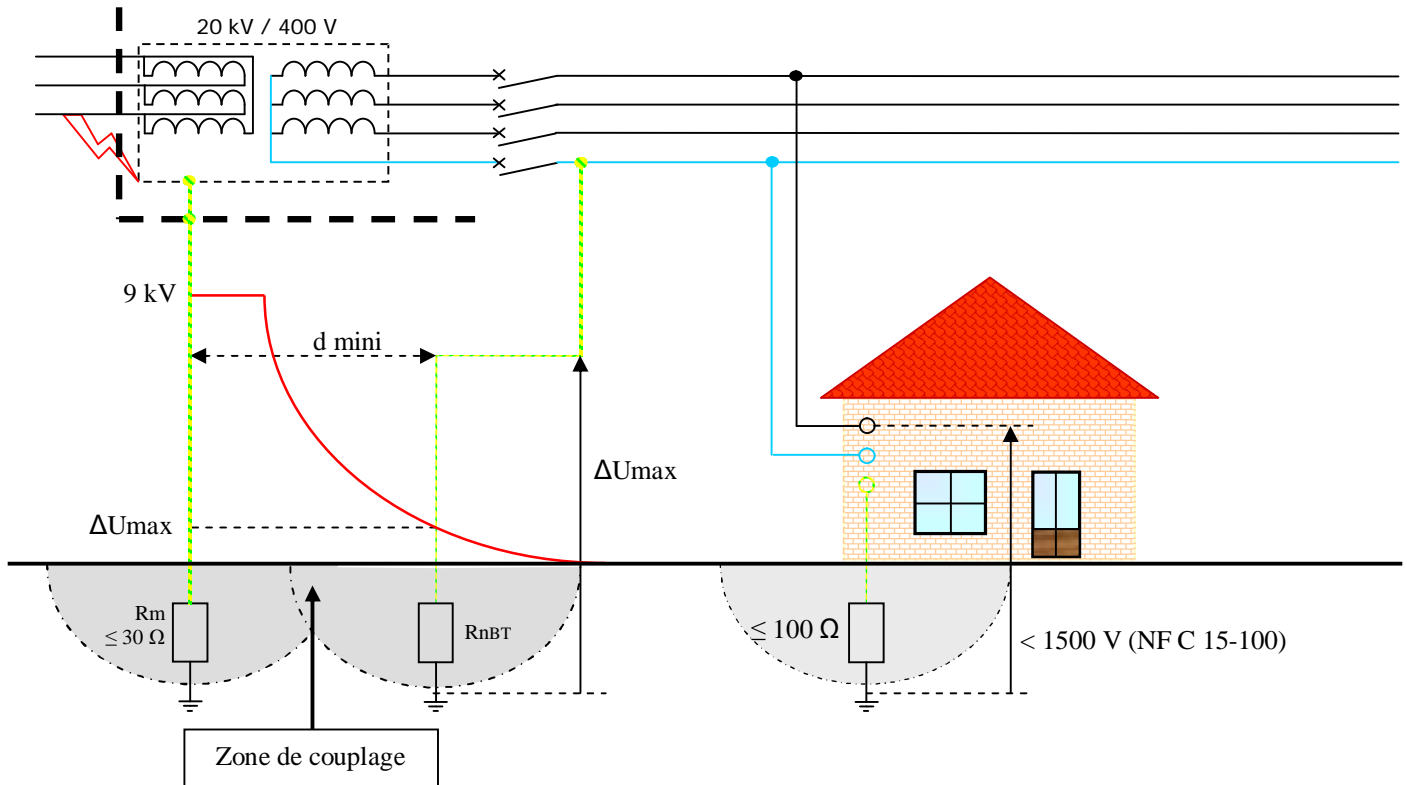 20 kV / 400 V
9 kV
d mini
ΔUmax
ΔUmax
Rm
≤ 30 Ω
RnBT
≤ 100 Ω
< 1500 V (NF C 15-100)
Zone de couplage